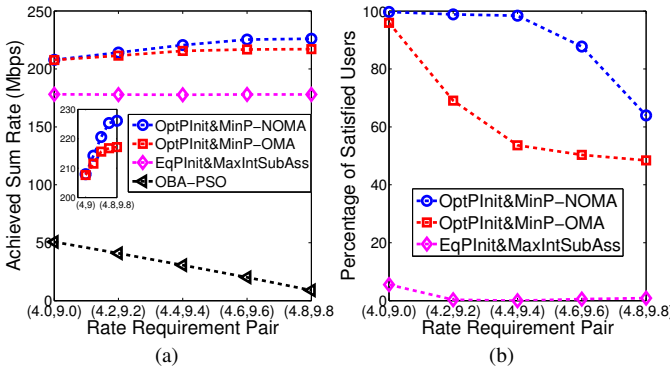 250
200
150
100
50
0
Achieved Sum Rate (Mbps)
230
220
210
200
(4,9) (4.8,9.8)
OptPInit&MinP-NOMA
OptPInit&MinP-OMA
EqPInit&MaxIntSubAss
OBA-PSO
(4.0,9.0) (4.2,9.2) (4.4,9.4) (4.6,9.6) (4.8,9.8
Rate Requirement Pair
(a)
100
80
60
40
20
0
Percentage of Satisfied Users
OptPInit&MinP-NOMA
OptPInit&MinP-OMA
EqPInit&MaxIntSubAss
(4.0,9.0) (4.2,9.2) (4.4,9.4) (4.6,9.6) (4.8,9.8)
Rate Requirement Pair
(b)